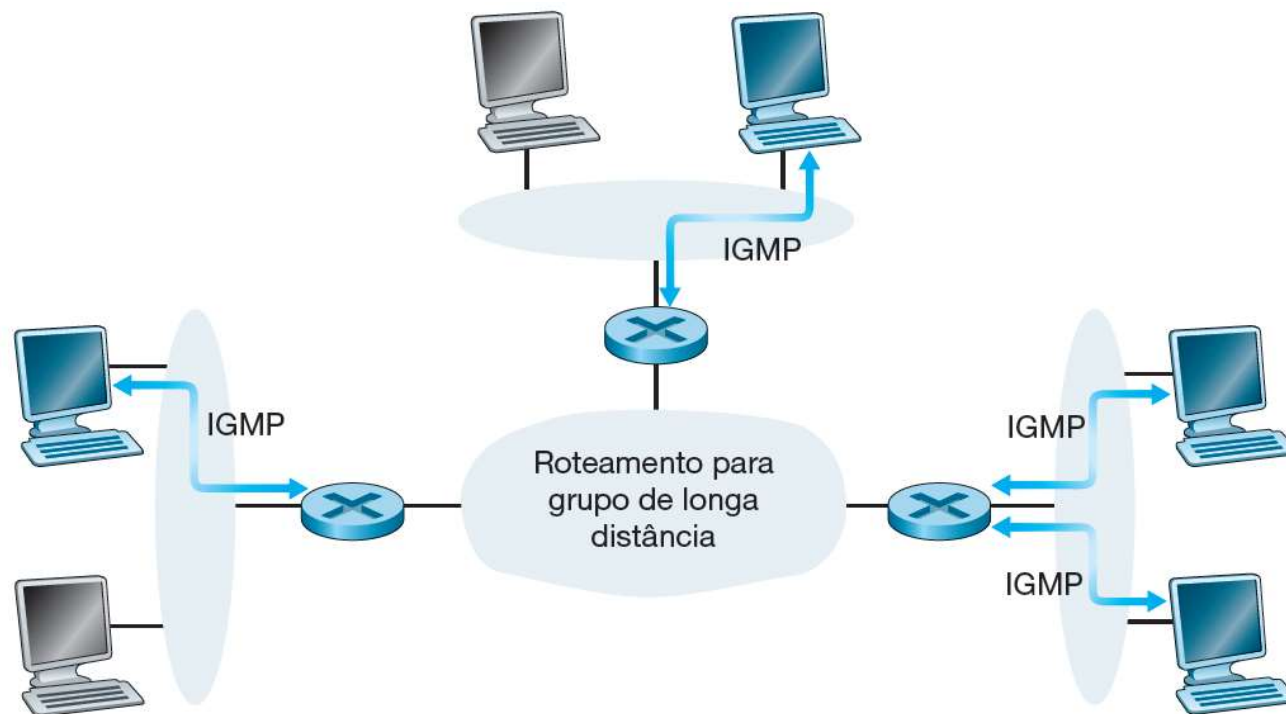 IGMP
IGMP
Roteamento para
grupo de longa
distância
IGMP
IGMP